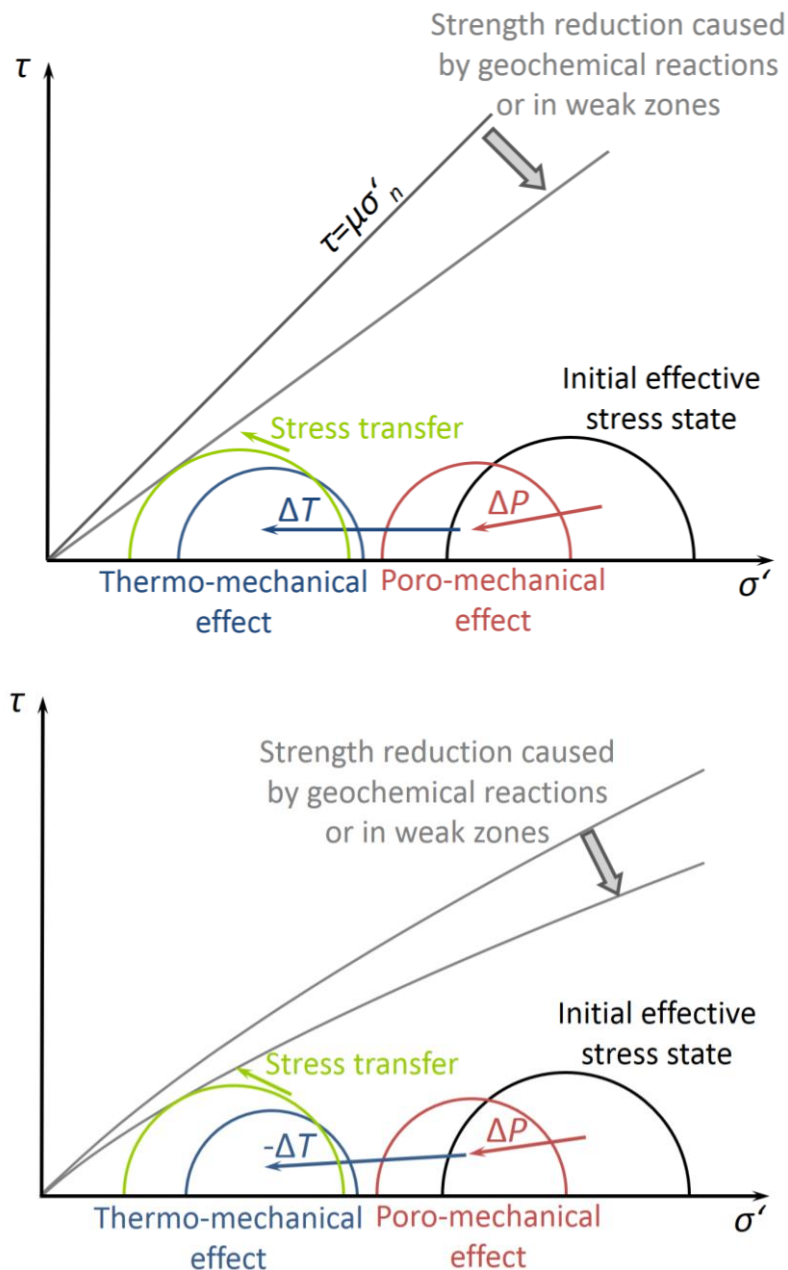 Strength reduction caused
by geochemical reactions
or in weak zones
τ
τ=μσ‘n
Initial effective
stress state
Stress transfer
ΔT
ΔP
Thermo-mechanical
effect
Poro-mechanical
effect
σ‘
τ
Strength reduction caused
by geochemical reactions
or in weak zones
Initial effective
stress state
Stress transfer
-ΔT
ΔP
Thermo-mechanical
effect
Poro-mechanical
effect
σ‘